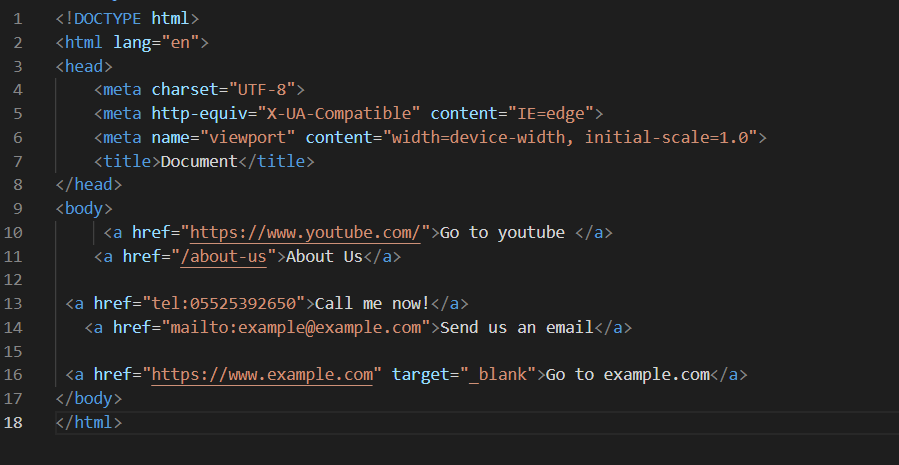 1 <!DOCTYPE html>
2 <html lang="en">
3 <head>
4     <meta charset="UTF-8">
5     <meta http-equiv="X-UA-Compatible" content="IE=edge">
6     <meta name="viewport" content="width=device-width, initial-scale=1.0">
7     <title>Document</title>
8 </head>
9 <body>
10      <a href="https://www.youtube.com/">Go to youtube </a>
11     <a href="/about-us">About Us</a>
12
13  <a href="tel:05525392650">Call me now!</a>
14    <a href="mailto:example@example.com">Send us an email</a>
15
16  <a href="https://www.example.com" target="_blank">Go to example.com</a>
17 </body>
18 </html>